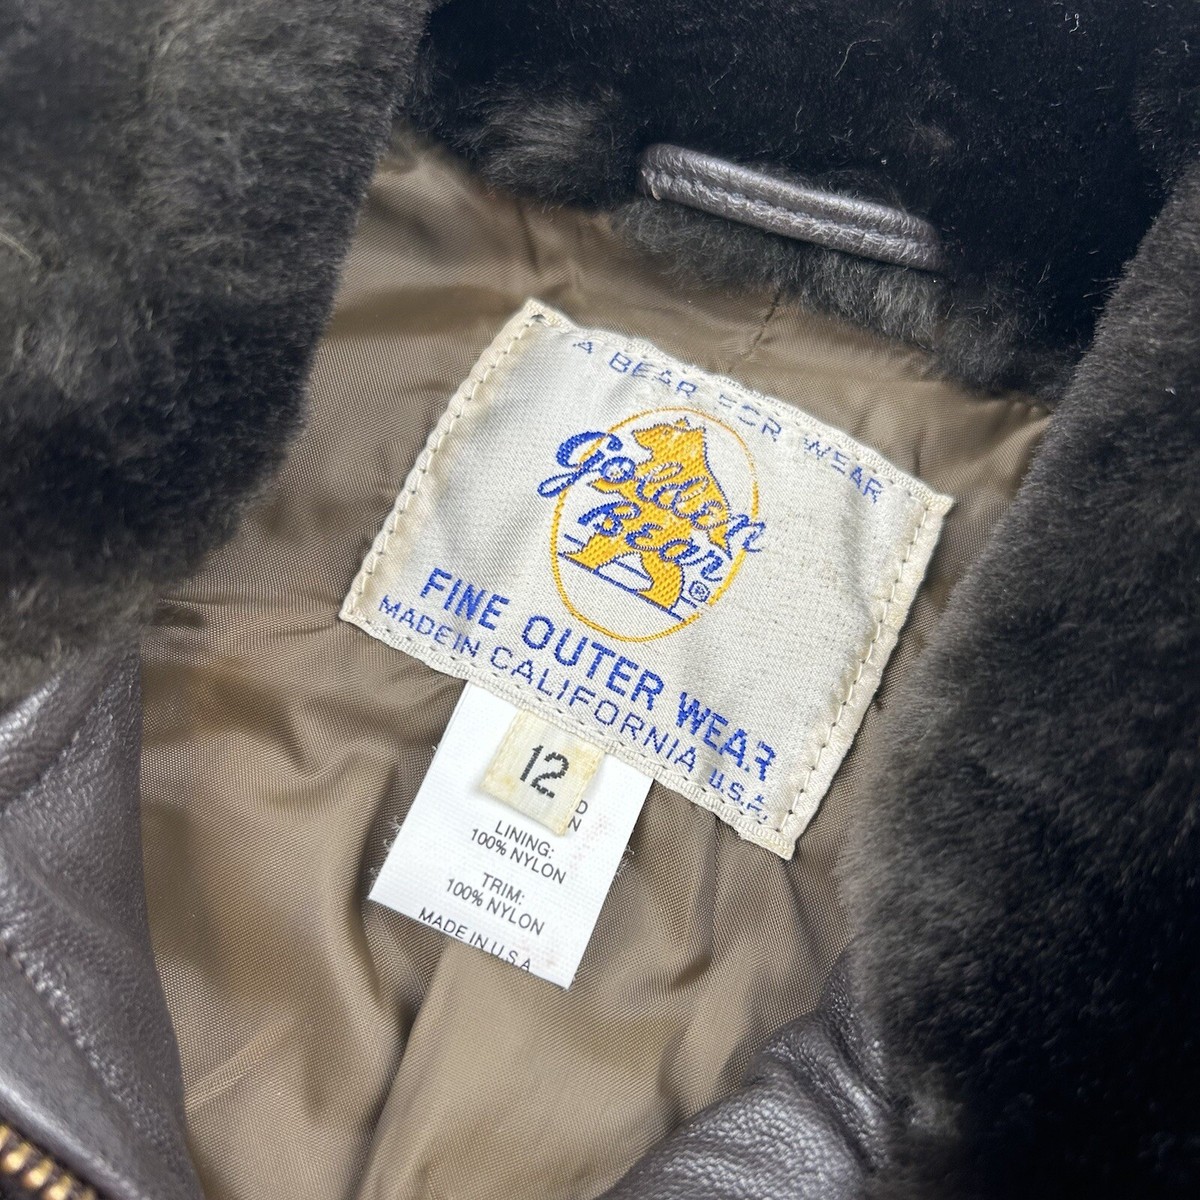 A BEAR FOR WEAR
Golden
Bear®
FINE OUTER WEAR
MADE IN CALIFORNIA U.S.A.
12
LINING:
100% NYLON
TRIM:
100% NYLON
MADE IN U.S.A